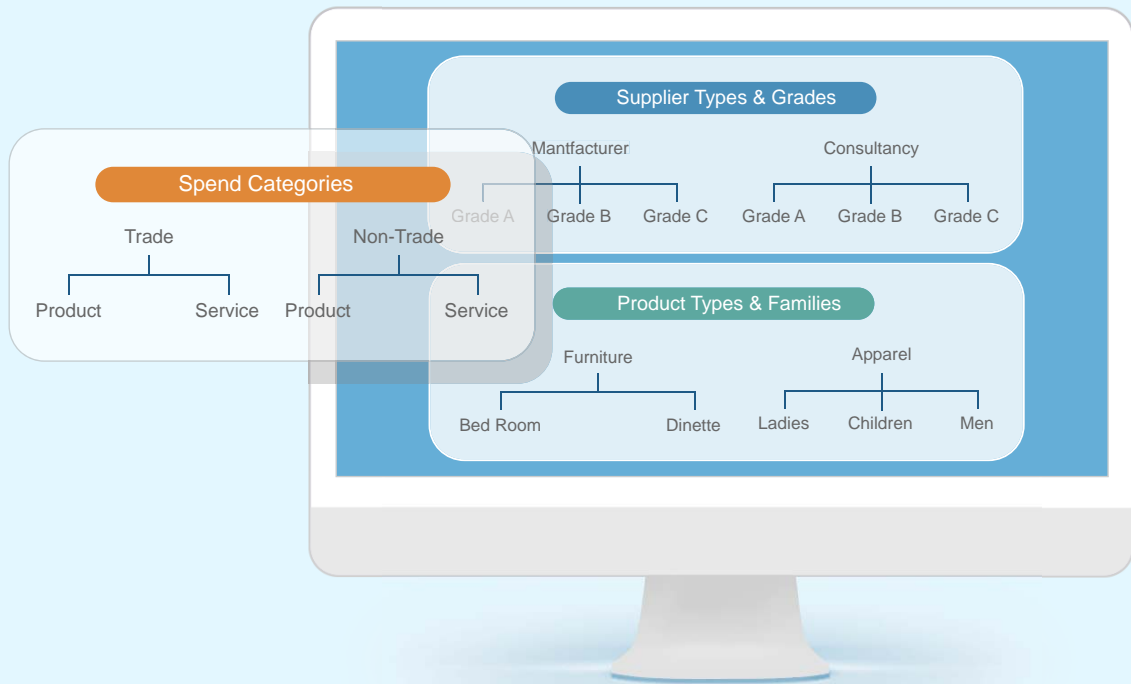 Supplier Types & Grades
Mantfacturer Consultancy
Grade A Grade B Grade C Grade A Grade B Grade C
Spend Categories
Trade Non-Trade
Product Service Product Service
Product Types & Families
Furniture Apparel
Bed Room Dinette Ladies Children Men